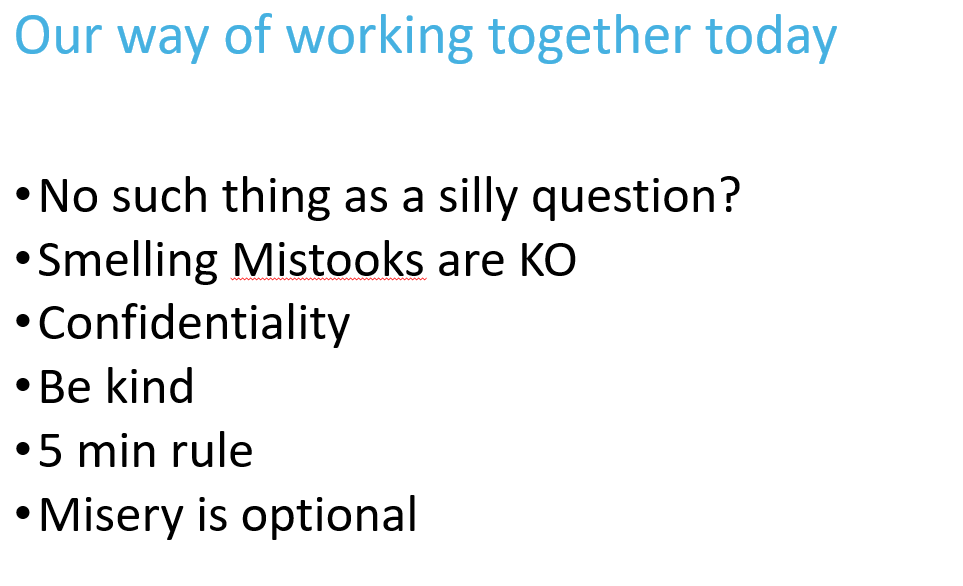 Our way of working together today
•No such thing as a silly question?
•Smelling Mistooks are KO
•Confidentiality
•Be kind
•5 min rule
•Misery is optional